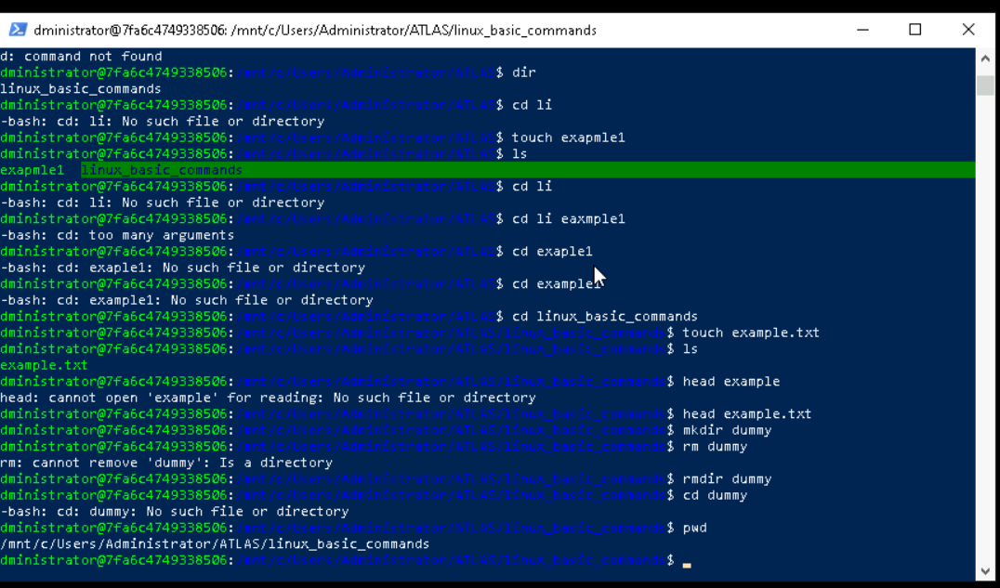 dministrator@7fa6c4749338506: /mnt/c/Users/Administrator/ATLAS/linux_basic_commands
d: command not found
dministrator@7fa6c4749338506:/mnt/c/Users/Administrator/ATLAS$ dir
linux_basic_commands
dministrator@7fa6c4749338506:/mnt/c/Users/Administrator/ATLAS$ cd li
-bash: cd: li: No such file or directory
dministrator@7fa6c4749338506:/mnt/c/Users/Administrator/ATLAS$ touch exapmle1
dministrator@7fa6c4749338506:/mnt/c/Users/Administrator/ATLAS$ ls
exapmle1  linux_basic_commands
dministrator@7fa6c4749338506:/mnt/c/Users/Administrator/ATLAS$ cd li
-bash: cd: li: No such file or directory
dministrator@7fa6c4749338506:/mnt/c/Users/Administrator/ATLAS$ cd li eaxmple1
-bash: cd: too many arguments
dministrator@7fa6c4749338506:/mnt/c/Users/Administrator/ATLAS$ cd exaple1
-bash: cd: exaple1: No such file or directory
dministrator@7fa6c4749338506:/mnt/c/Users/Administrator/ATLAS$ cd example1
-bash: cd: example1: No such file or directory
dministrator@7fa6c4749338506:/mnt/c/Users/Administrator/ATLAS$ cd linux_basic_commands
dministrator@7fa6c4749338506:/mnt/c/Users/Administrator/ATLAS/linux_basic_commands$ touch example.txt
dministrator@7fa6c4749338506:/mnt/c/Users/Administrator/ATLAS/linux_basic_commands$ ls
example.txt
dministrator@7fa6c4749338506:/mnt/c/Users/Administrator/ATLAS/linux_basic_commands$ head example
head: cannot open 'example' for reading: No such file or directory
dministrator@7fa6c4749338506:/mnt/c/Users/Administrator/ATLAS/linux_basic_commands$ head example.txt
dministrator@7fa6c4749338506:/mnt/c/Users/Administrator/ATLAS/linux_basic_commands$ mkdir dummy
dministrator@7fa6c4749338506:/mnt/c/Users/Administrator/ATLAS/linux_basic_commands$ rm dummy
rm: cannot remove 'dummy': Is a directory
dministrator@7fa6c4749338506:/mnt/c/Users/Administrator/ATLAS/linux_basic_commands$ rmdir dummy
dministrator@7fa6c4749338506:/mnt/c/Users/Administrator/ATLAS/linux_basic_commands$ cd dummy
-bash: cd: dummy: No such file or directory
dministrator@7fa6c4749338506:/mnt/c/Users/Administrator/ATLAS/linux_basic_commands$ pwd
/mnt/c/Users/Administrator/ATLAS/linux_basic_commands
dministrator@7fa6c4749338506:/mnt/c/Users/Administrator/ATLAS/linux_basic_commands$